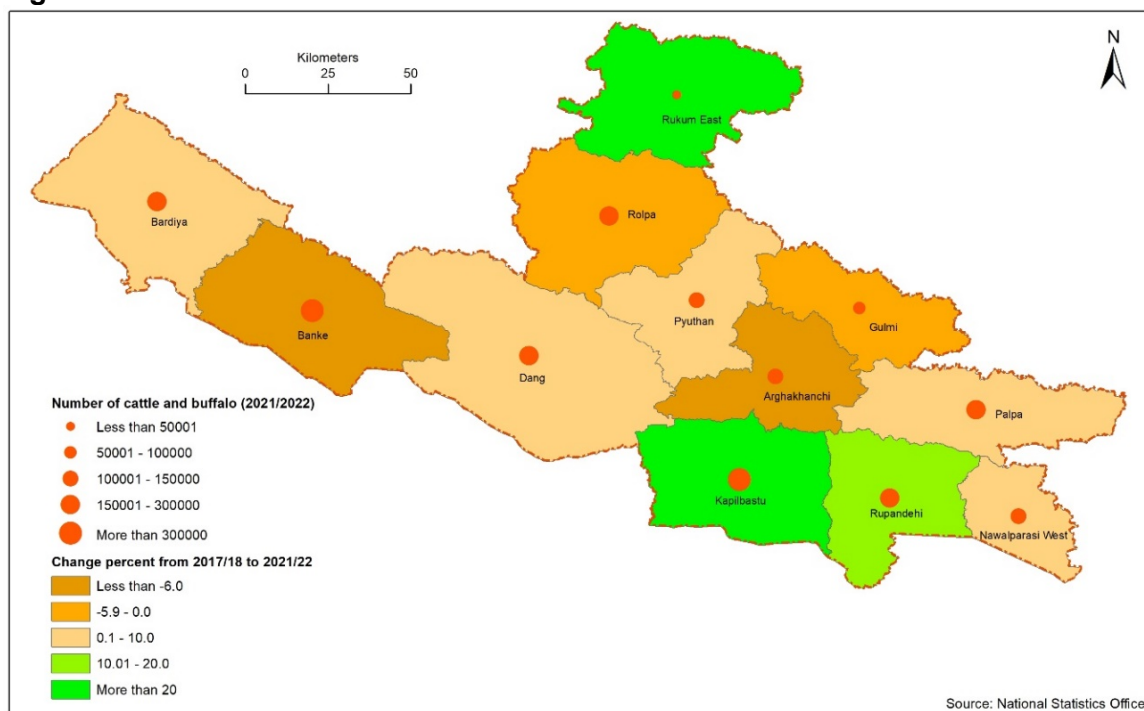 Kilometers
0 25 50
N
Rukum East
Rolpa
Bardiya
Pyuthan
Gulmi
Banke
Dang
Arghakhanchi
Palpa
Kapilbastu
Rupandehi
Nawalparasi West
Number of cattle and buffalo (2021/2022)
Less than 50001
50001 - 100000
100001 - 150000
150001 - 300000
More than 300000
Change percent from 2017/18 to 2021/22
Less than -6.0
-5.9 - 0.0
0.1 - 10.0
10.01 - 20.0
More than 20
Source: National Statistics Office